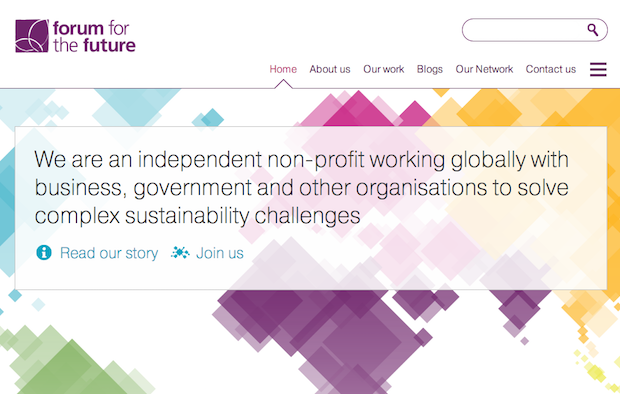 forum for
the future
Home About us Our work Blogs Our Network Contact us
We are an independent non-profit working globally with
business, government and other organisations to solve
complex sustainability challenges
Read our story Join us